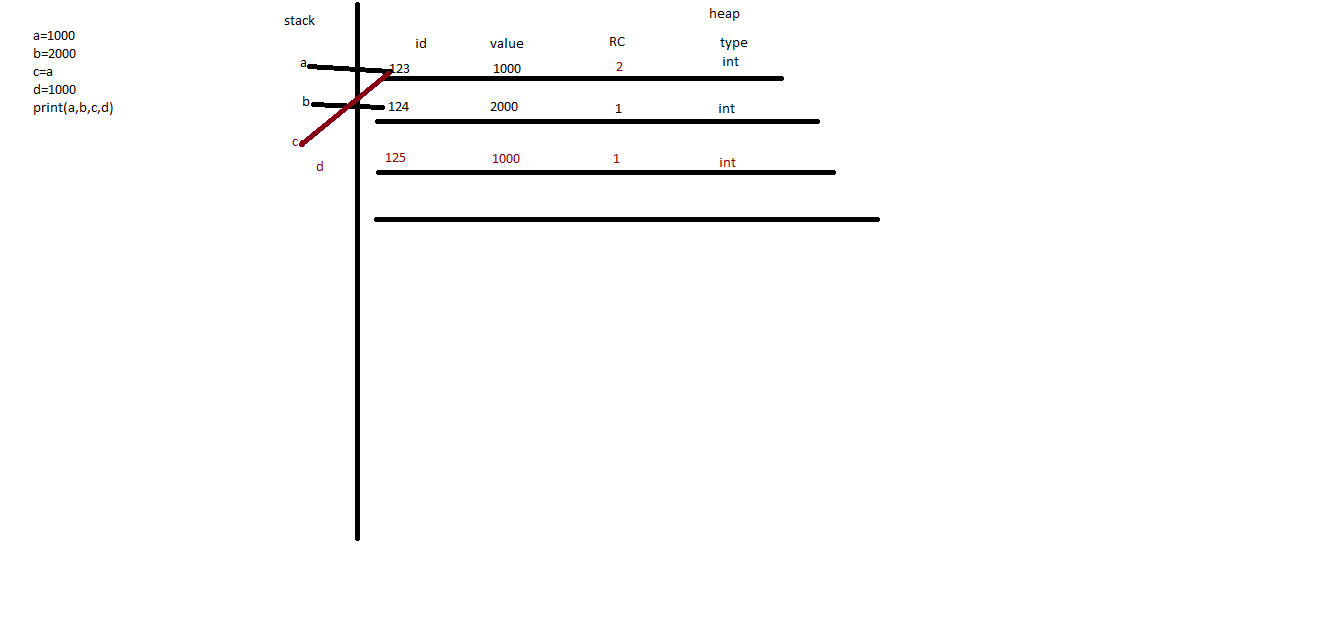 a=1000
b=2000
c=a
d=1000
print(a,b,c,d)
stack
heap
id value RC type
a 123 1000 2 int
b 124 2000 1 int
c
d 125 1000 1 int